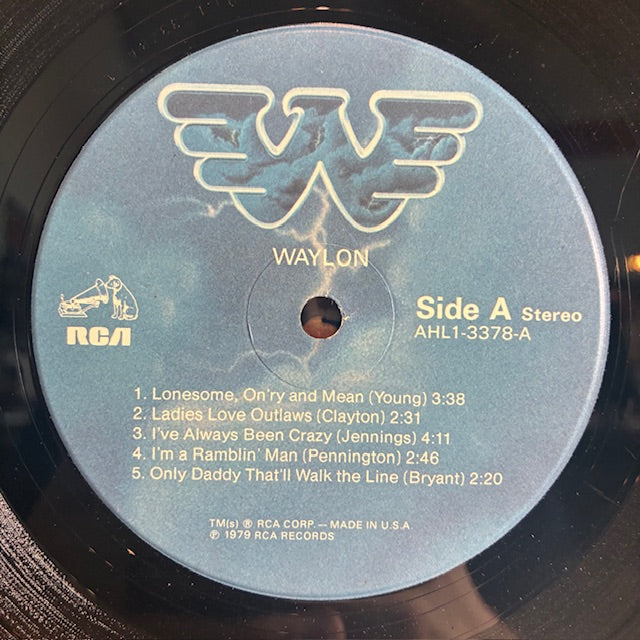 WAYLON
RCA
Side A Stereo
AHL1-3378-A
1. Lonesome, On'ry and Mean (Young) 3:38
2. Ladies Love Outlaws (Clayton) 2:31
3. I've Always Been Crazy (Jennings) 4:11
4. I'm a Ramblin' Man (Pennington) 2:46
5. Only Daddy That'll Walk the Line (Bryant) 2:20
TM(s) ® RCA CORP. — MADE IN U.S.A.
℗ 1979 RCA RECORDS